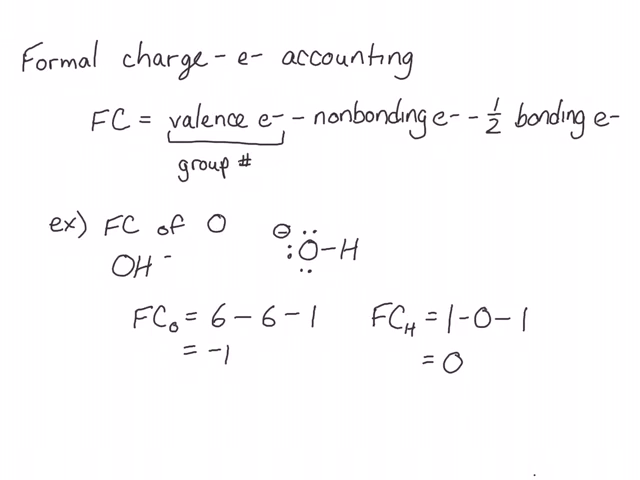 Formal charge - e- accounting
FC = valence e- - nonbonding e- - 1/2 bonding e-
group #
ex) FC of O
OH -
⊖ :O-H
FCO = 6 - 6 - 1
= -1
FCH = 1 - 0 - 1
= 0